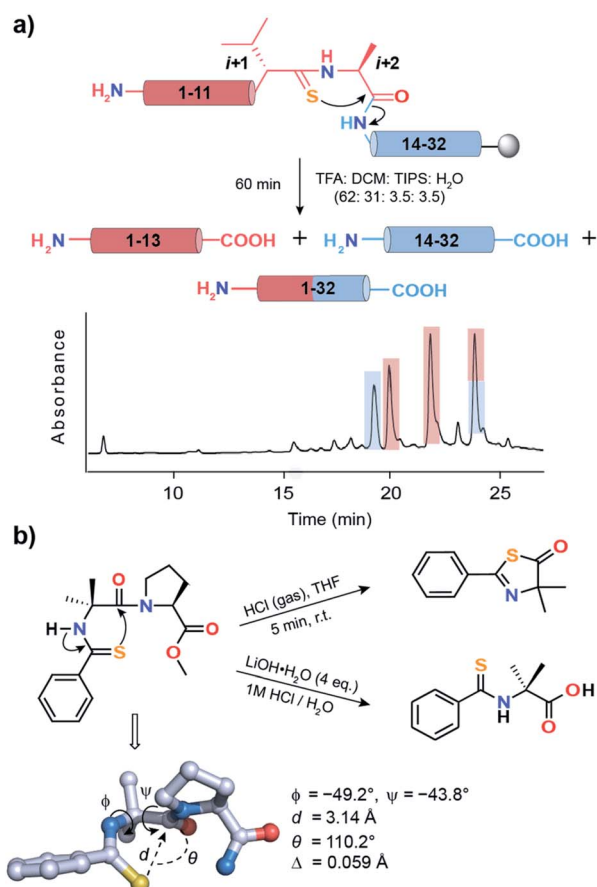 a)
i+1
H
N
i+2
H₂N
1-11
S
O
HN
14-32
60 min
TFA: DCM: TIPS: H₂O
(62: 31: 3.5: 3.5)
H₂N 1-13 COOH + H₂N 14-32 COOH +
H₂N 1-32 COOH
Absorbance
10 15 20 25
Time (min)
b)
O
N
H-N
S
O
O
HCl (gas), THF
5 min, r.t.
S
O
N
LiOH•H₂O (4 eq.)
1M HCl / H₂O
S
OH
N
H
O
ϕ ψ
d
θ
ϕ = −49.2°, ψ = −43.8°
d = 3.14 Å
θ = 110.2°
Δ = 0.059 Å